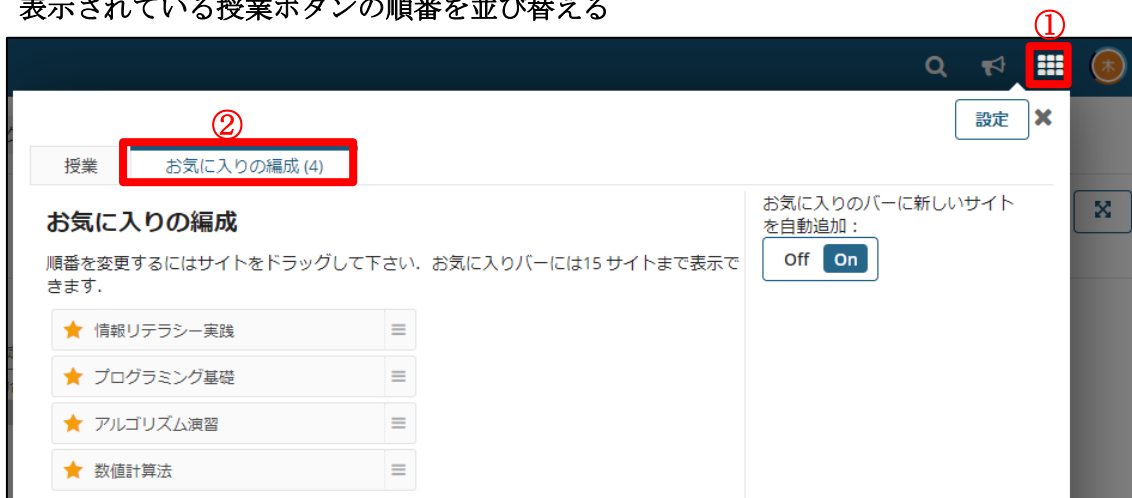 表示されている授業ボタンの順番を並び替える
①
木
設定
②
授業
お気に入りの編成 (4)
お気に入りの編成
順番を変更するにはサイトをドラッグして下さい．お気に入りバーには15 サイトまで表示で
きます．
お気に入りのバーに新しいサイト
を自動追加：
Off On
情報リテラシー実践
プログラミング基礎
アルゴリズム演習
数値計算法